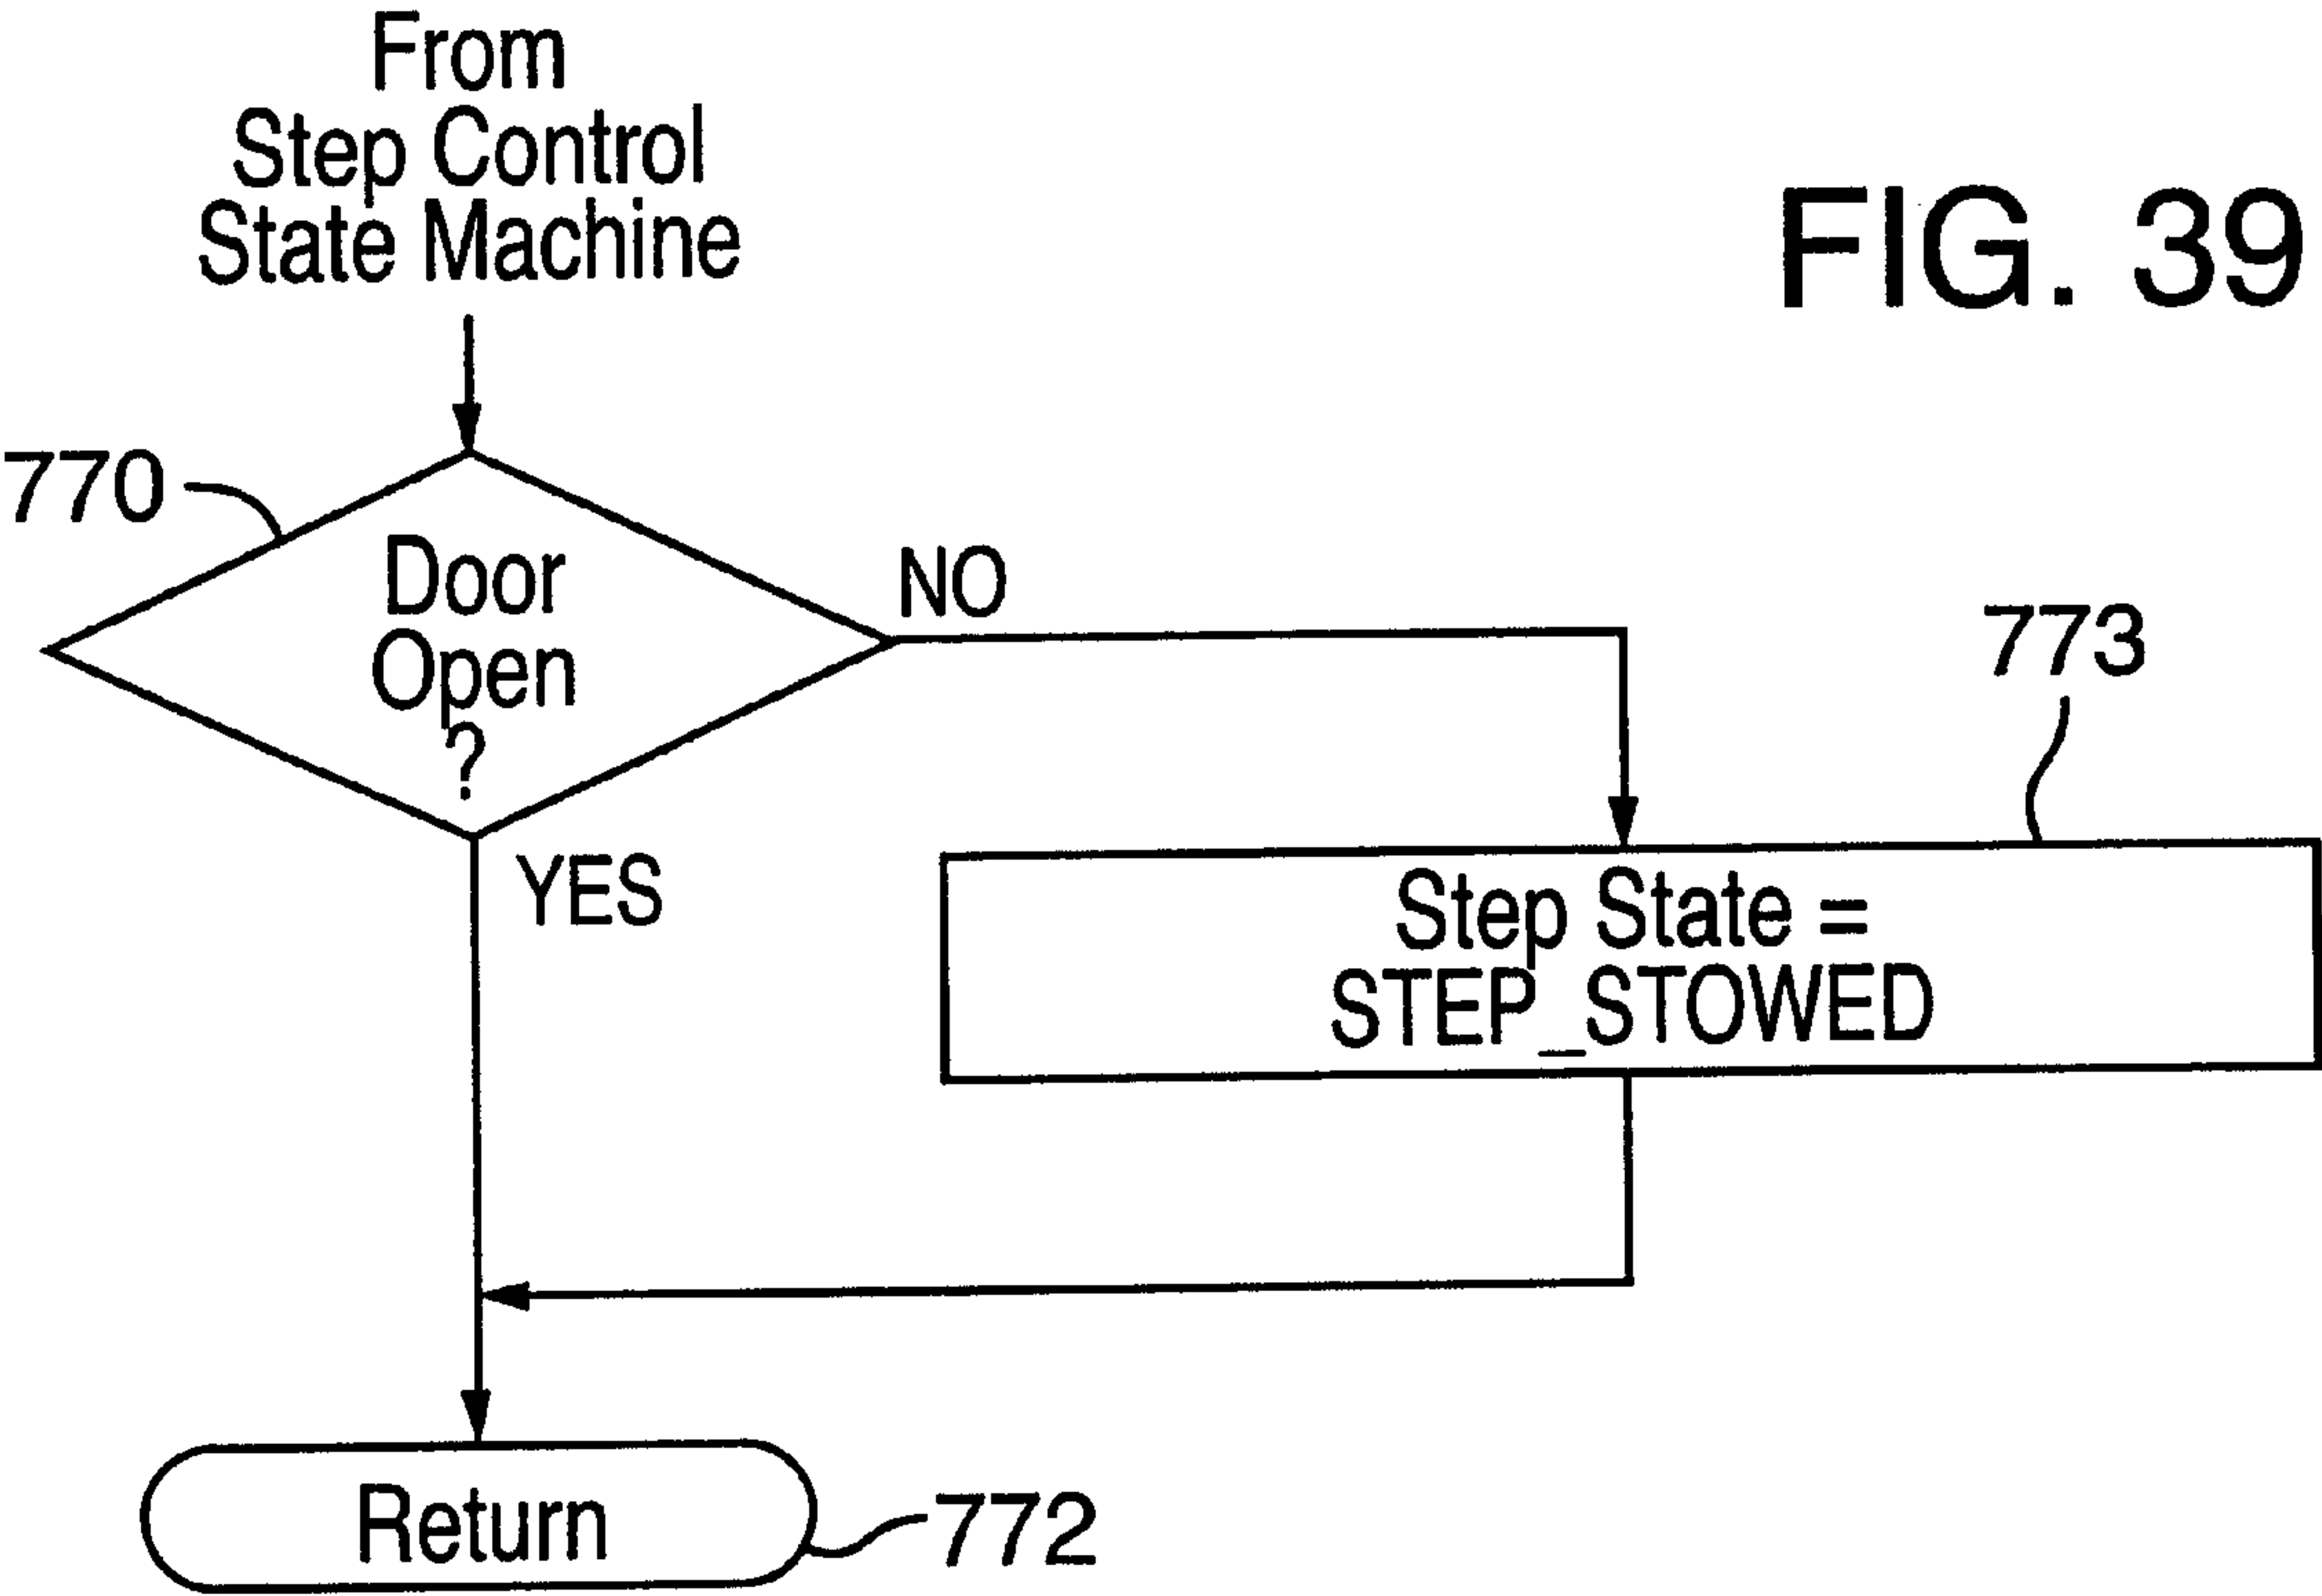 From
Step Control
State Machine
FIG. 39
770
Door
Open
?
NO
YES
773
Step State =
STEP_STOWED
Return
772